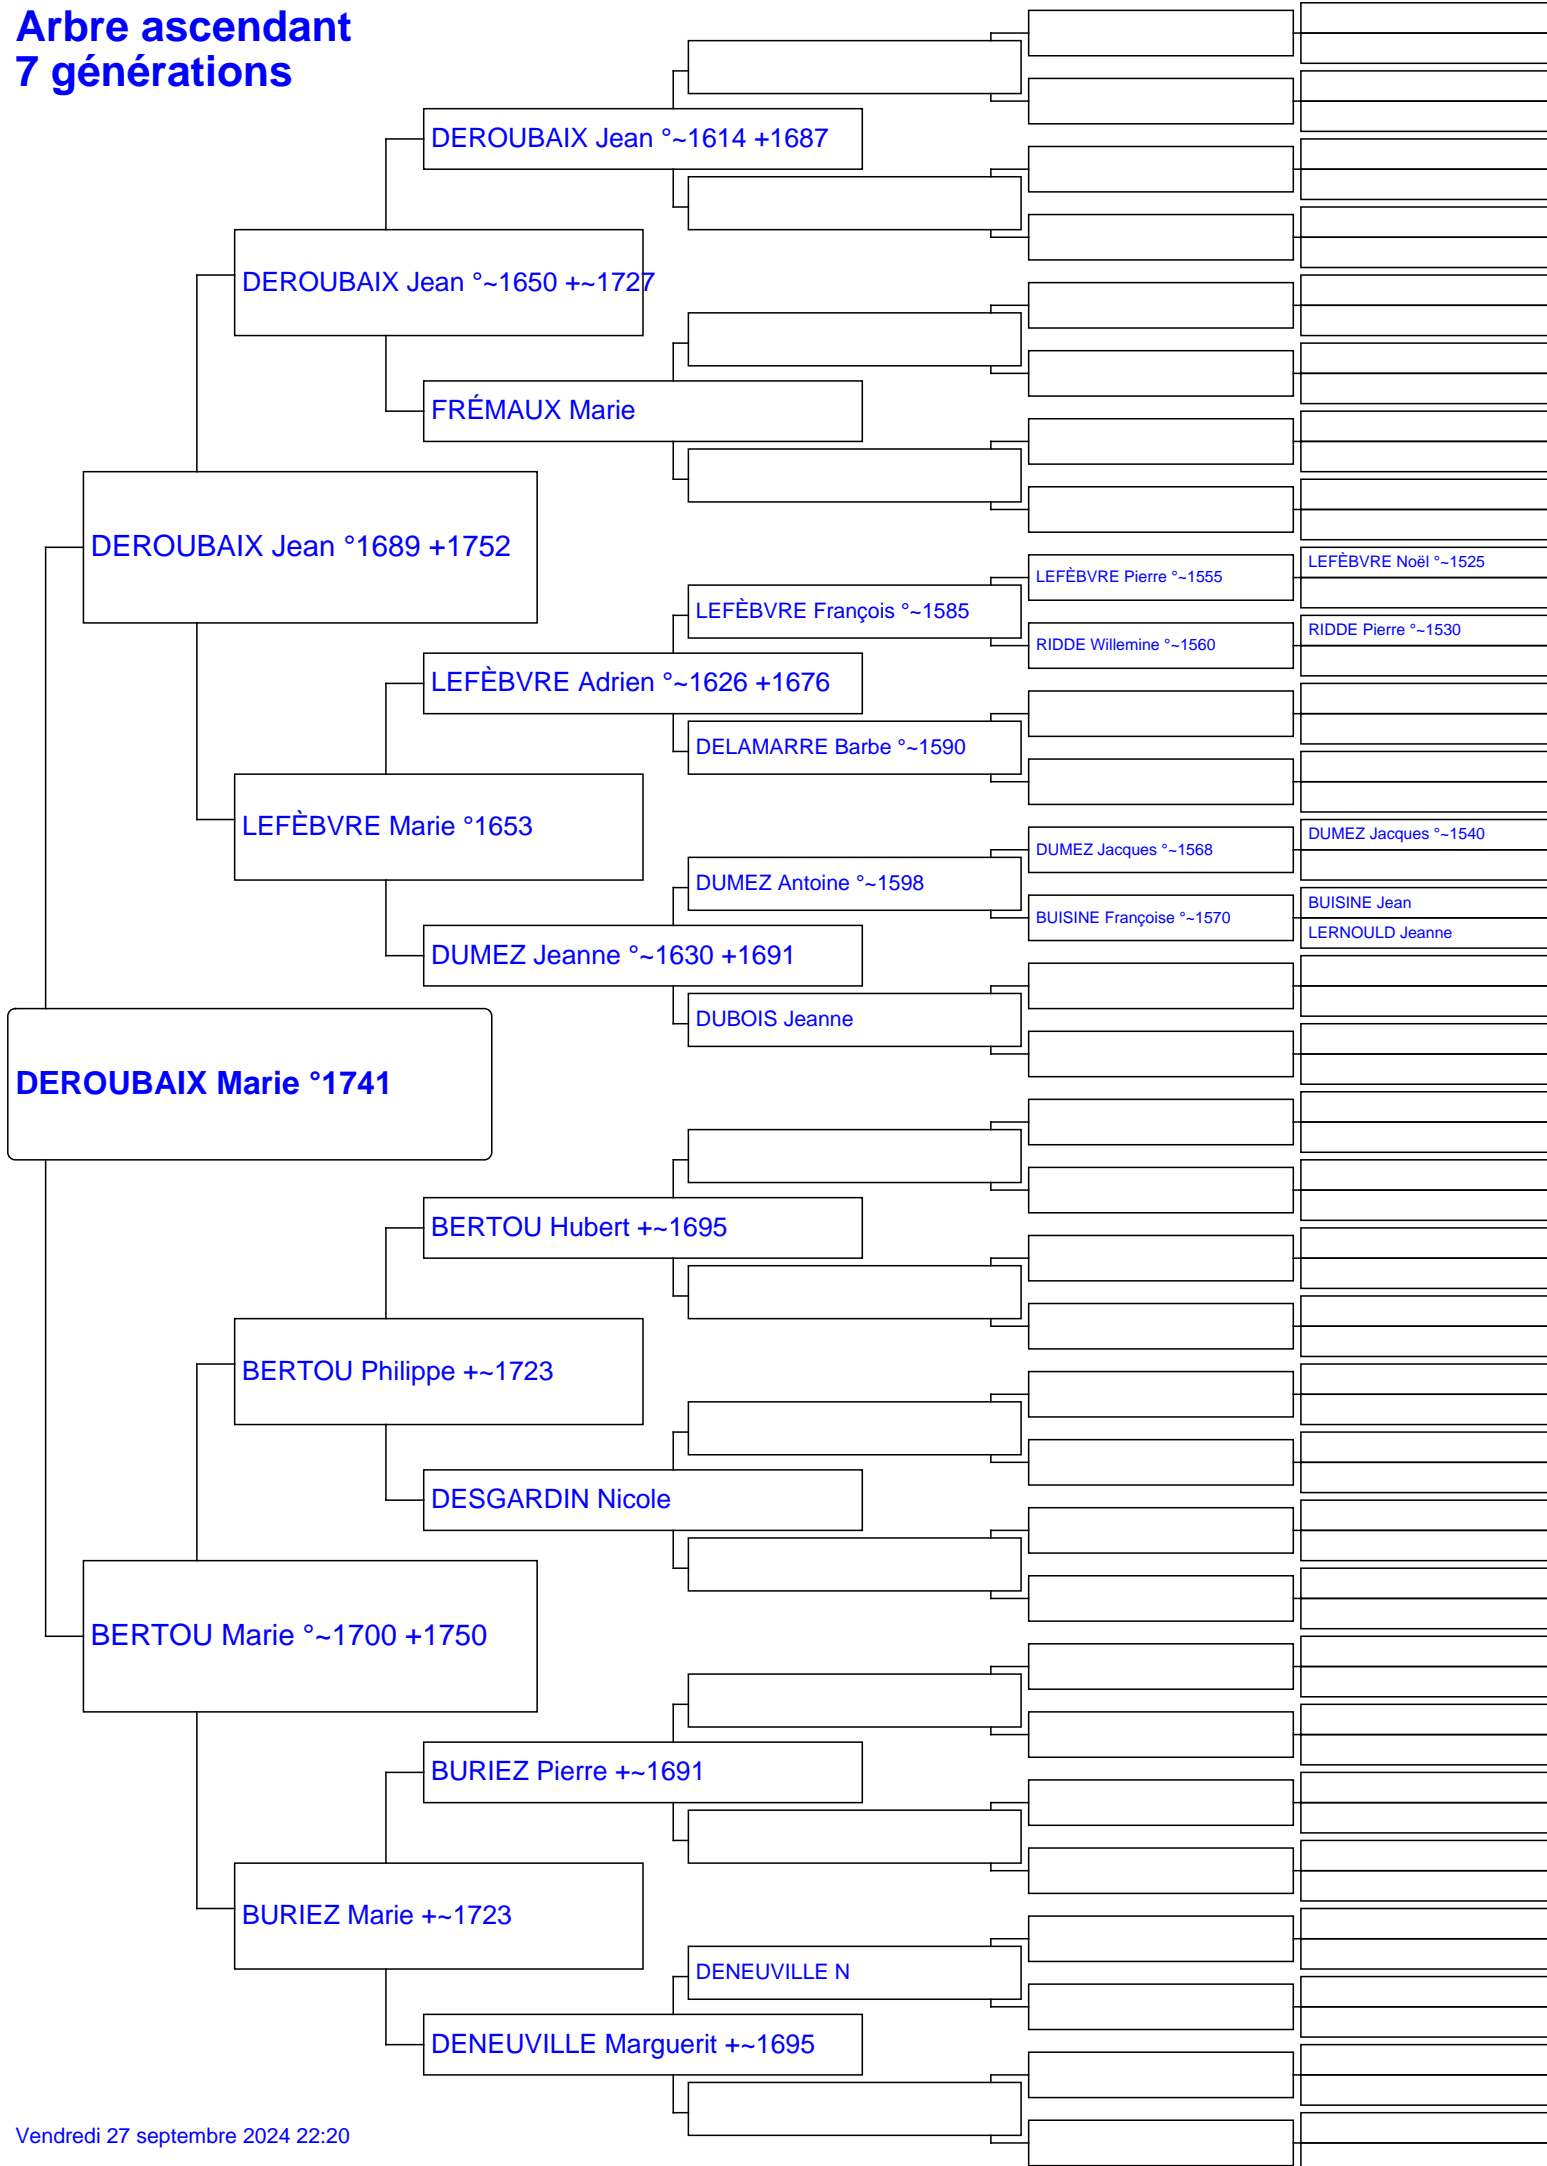 Arbre ascendant
7 générations
DEROUBAIX Jean °~1614 +1687
DEROUBAIX Jean °~1650 +~1727
FRÉMAUX Marie
DEROUBAIX Jean °1689 +1752
LEFÈBVRE Noël °~1525
LEFÈBVRE Pierre °~1555
LEFÈBVRE François °~1585
RIDDE Pierre °~1530
RIDDE Willemine °~1560
LEFÈBVRE Adrien °~1626 +1676
DELAMARRE Barbe °~1590
LEFÈBVRE Marie °1653
DUMEZ Jacques °~1540
DUMEZ Jacques °~1568
DUMEZ Antoine °~1598
BUISINE Jean
BUISINE Françoise °~1570
LERNOULD Jeanne
DUMEZ Jeanne °~1630 +1691
DUBOIS Jeanne
DEROUBAIX Marie °1741
BERTOU Hubert +~1695
BERTOU Philippe +~1723
DESGARDIN Nicole
BERTOU Marie °~1700 +1750
BURIEZ Pierre +~1691
BURIEZ Marie +~1723
DENEUVILLE N
DENEUVILLE Marguerit +~1695
Vendredi 27 septembre 2024 22:20